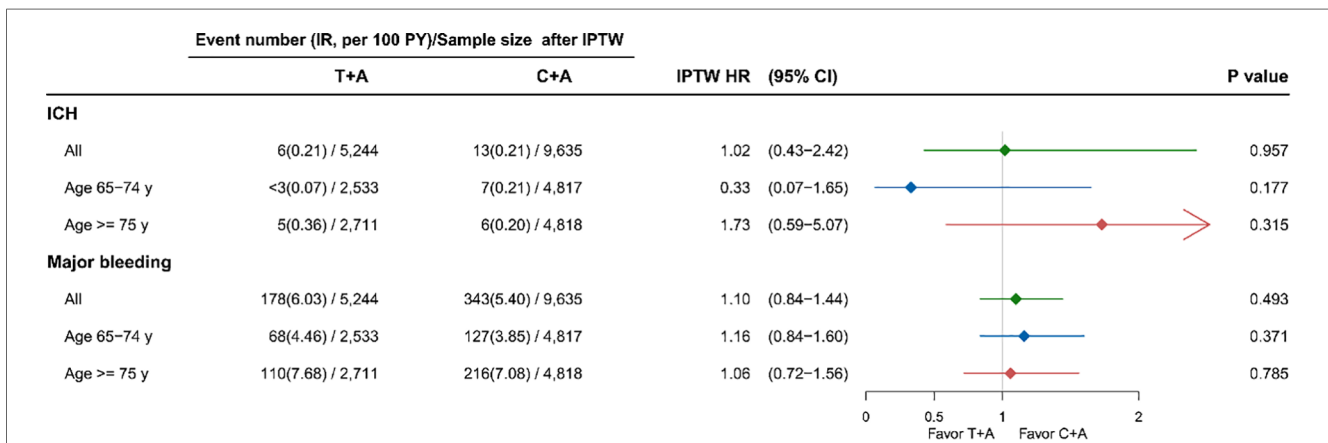 Event number (IR, per 100 PY)/Sample size after IPTW
T+A C+A IPTW HR (95% CI) P value
ICH
All 6(0.21) / 5,244 13(0.21) / 9,635 1.02 (0.43−2.42) 0.957
Age 65−74 y <3(0.07) / 2,533 7(0.21) / 4,817 0.33 (0.07−1.65) 0.177
Age >= 75 y 5(0.36) / 2,711 6(0.20) / 4,818 1.73 (0.59−5.07) 0.315
Major bleeding
All 178(6.03) / 5,244 343(5.40) / 9,635 1.10 (0.84−1.44) 0.493
Age 65−74 y 68(4.46) / 2,533 127(3.85) / 4,817 1.16 (0.84−1.60) 0.371
Age >= 75 y 110(7.68) / 2,711 216(7.08) / 4,818 1.06 (0.72−1.56) 0.785
0 0.5 1 2
Favor T+A Favor C+A